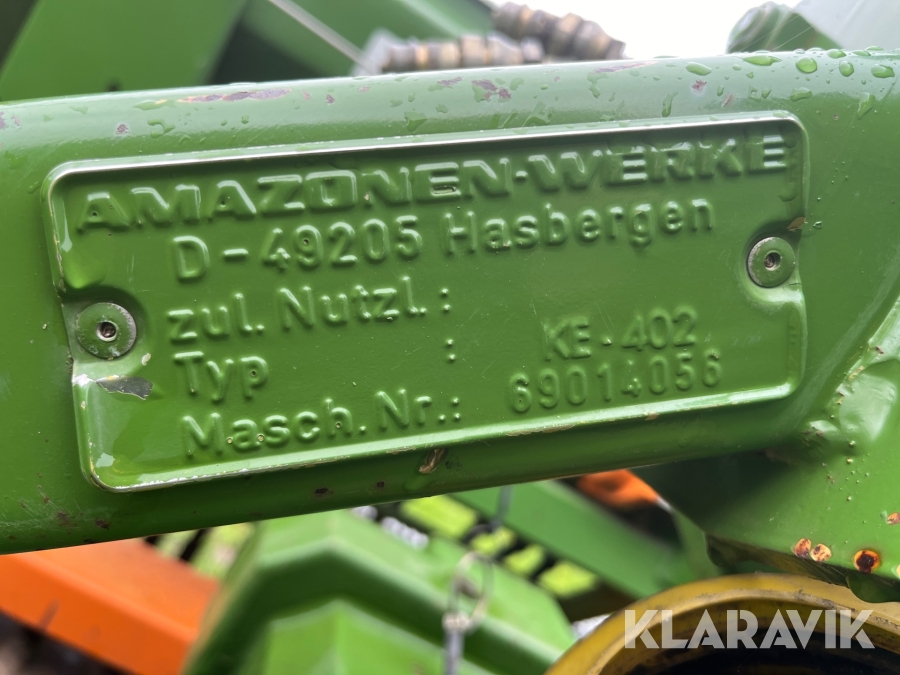 AMAZONEN-WERKE
D-49205 Hasbergen
zul. Nutzl.:
Typ : KE-402
Masch. Nr.: 69014056
KLARAVIK